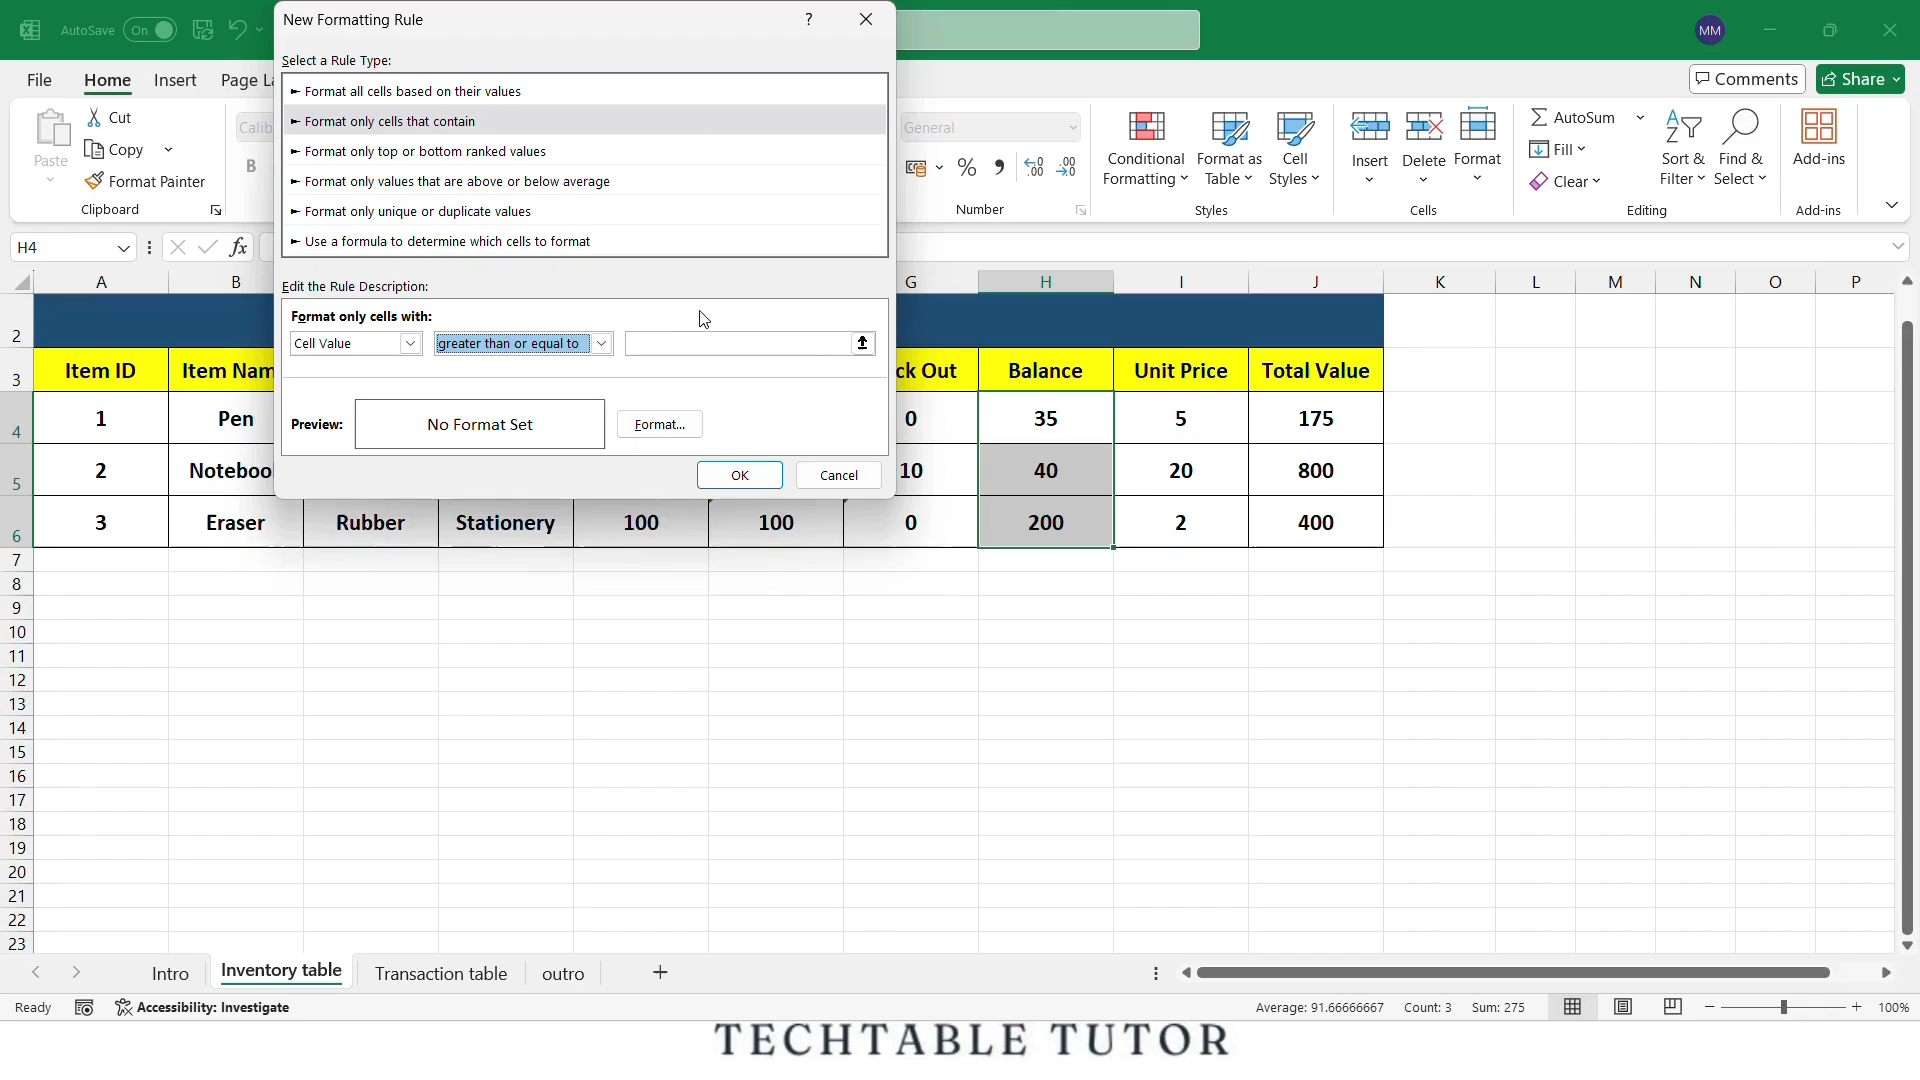 AutoSave On MM
New Formatting Rule ?
Select a Rule Type:
► Format all cells based on their values
► Format only cells that contain
► Format only top or bottom ranked values
► Format only values that are above or below average
► Format only unique or duplicate values
► Use a formula to determine which cells to format
Edit the Rule Description:
Format only cells with:
Cell Value greater than or equal to
Preview: No Format Set Format...
OK Cancel
File Home Insert Page La Comments Share
Paste Cut Copy Format Painter
Clipboard
Calib
B
General
% , .00
Number
Conditional Formatting Format as Table Cell Styles
Styles
Insert Delete Format
Cells
AutoSum Fill Clear Sort & Filter Find & Select
Editing
Add-ins
Add-ins
H4 fx
A B G H I J K L M N O P
2
3 Item ID Item Nam ck Out Balance Unit Price Total Value
4 1 Pen 0 35 5 175
5 2 Noteboo 10 40 20 800
6 3 Eraser Rubber Stationery 100 100 0 200 2 400
7
8
9
10
11
12
13
14
15
16
17
18
19
20
21
22
23
Intro Inventory table Transaction table outro +
Ready Accessibility: Investigate Average: 91.66666667 Count: 3 Sum: 275 − + 100%
TECHTABLE TUTOR